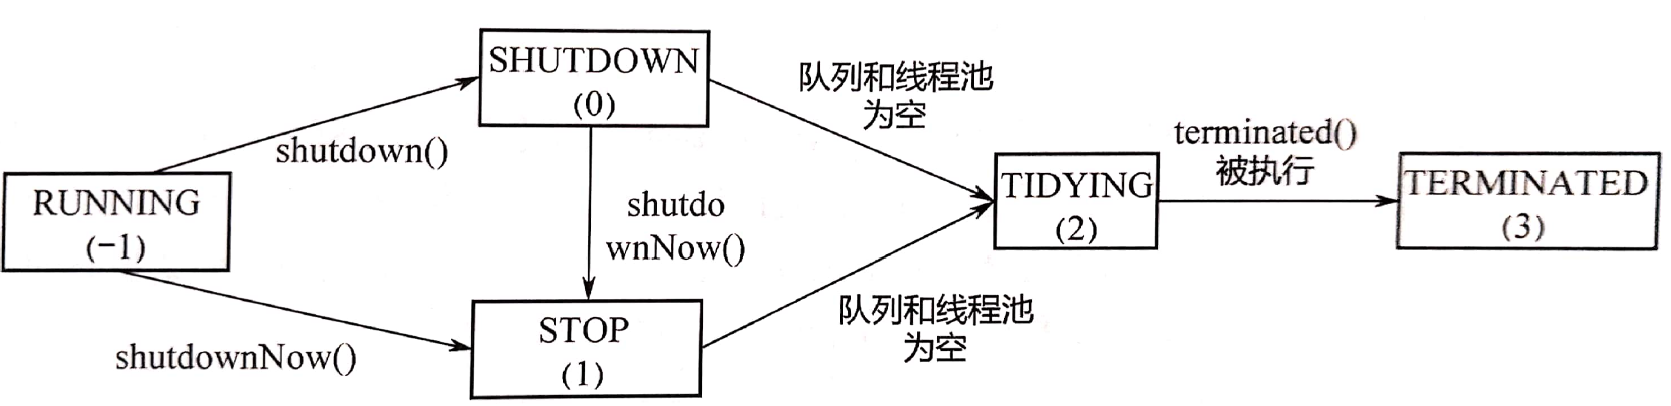 SHUTDOWN
(0)
队列和线程池
为空
shutdown()
terminated()
被执行
RUNNING
(-1)
shutdo
wnNow()
TIDYING
(2)
TERMINATED
(3)
STOP
(1)
shutdownNow()
队列和线程池
为空